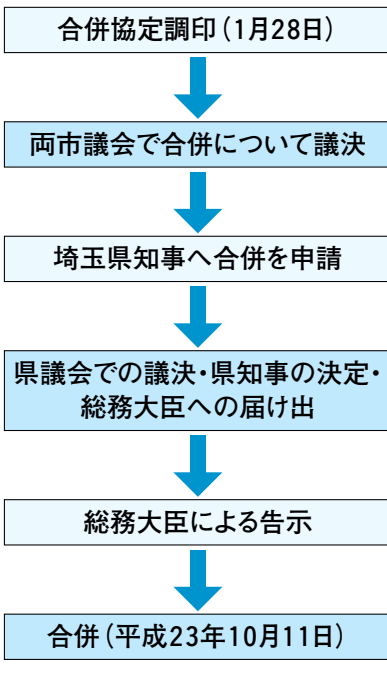 合併協定調印（1月28日）
両市議会で合併について議決
埼玉県知事へ合併を申請
県議会での議決・県知事の決定・
総務大臣への届け出
総務大臣による告示
合併（平成23年10月11日）